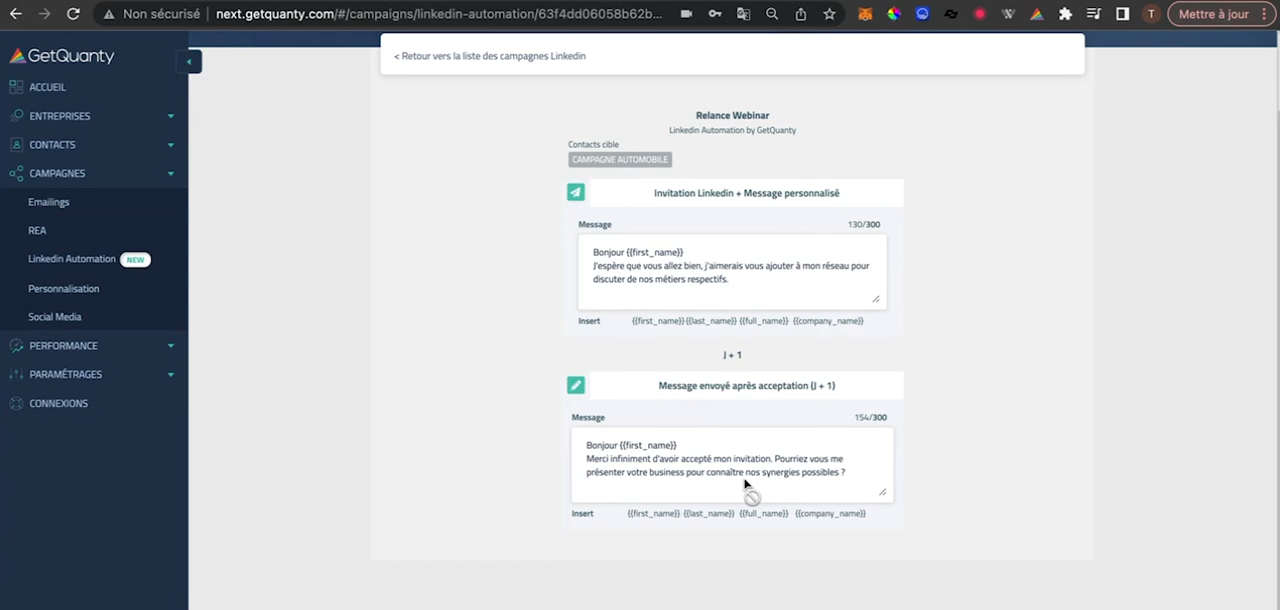 Non sécurisé next.getquanty.com/#/campaigns/linkedin-automation/63f4dd06058b62b... T Mettre à jour
GetQuanty
< Retour vers la liste des campagnes Linkedin
ACCUEIL
ENTREPRISES
CONTACTS
CAMPAGNES
Emailings
REA
Linkedin Automation NEW
Personnalisation
Social Media
PERFORMANCE
PARAMÉTRAGES
CONNEXIONS
Relance Webinar
Linkedin Automation by GetQuanty
Contacts cible
CAMPAGNE AUTOMOBILE
Invitation Linkedin + Message personnalisé
Message 130/300
Bonjour {{first_name}}
J'espère que vous allez bien, j'aimerais vous ajouter à mon réseau pour
discuter de nos métiers respectifs.
Insert {{first_name}} {{last_name}} {{full_name}} {{company_name}}
J + 1
Message envoyé après acceptation (J + 1)
Message 154/300
Bonjour {{first_name}}
Merci infiniment d'avoir accepté mon invitation. Pourriez vous me
présenter votre business pour connaître nos synergies possibles ?
Insert {{first_name}} {{last_name}} {{full_name}} {{company_name}}